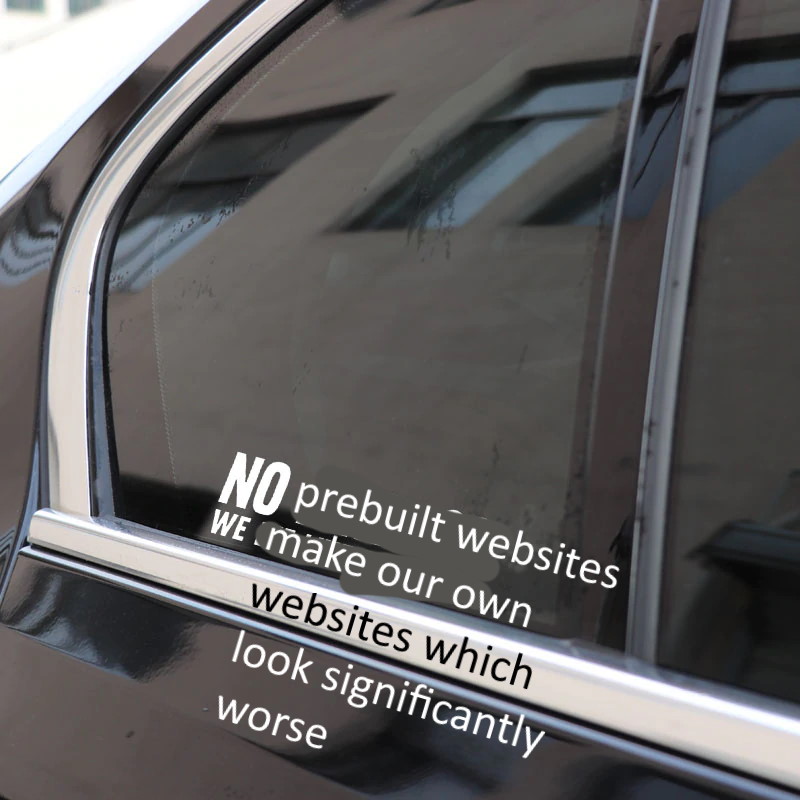 NO prebuilt websites
WE make our own
websites which
look significantly
worse